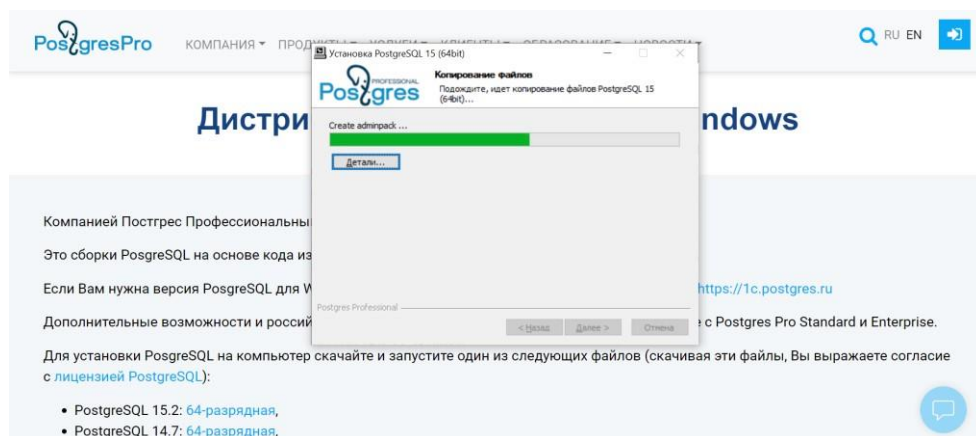 PostgresPro
КОМПАНИЯ
RU EN
Установка PostgreSQL 15 (64bit)
PROFESSIONAL
Postgres
Копирование файлов
Подождите, идет копирование файлов PostgreSQL 15
(64-bit)...
Дистри
ndows
Create adminpack ...
Детали...
Postgres Professional
< Назад
Далее >
Отмена
Компанией Постгрес Профессиональны
Это сборки PosgreSQL на основе кода из
Если Вам нужна версия PosgreSQL для
https://1c.postgres.ru
Дополнительные возможности и россий
с Postgres Pro Standard и Enterprise.
Для установки PosgreSQL на компьютер скачайте и запустите один из следующих файлов (скачивая эти файлы, Вы выражаете согласие
с лицензией PostgreSQL):
• PostgreSQL 15.2: 64-разрядная,
• PostgreSQL 14.7: 64-разрядная,